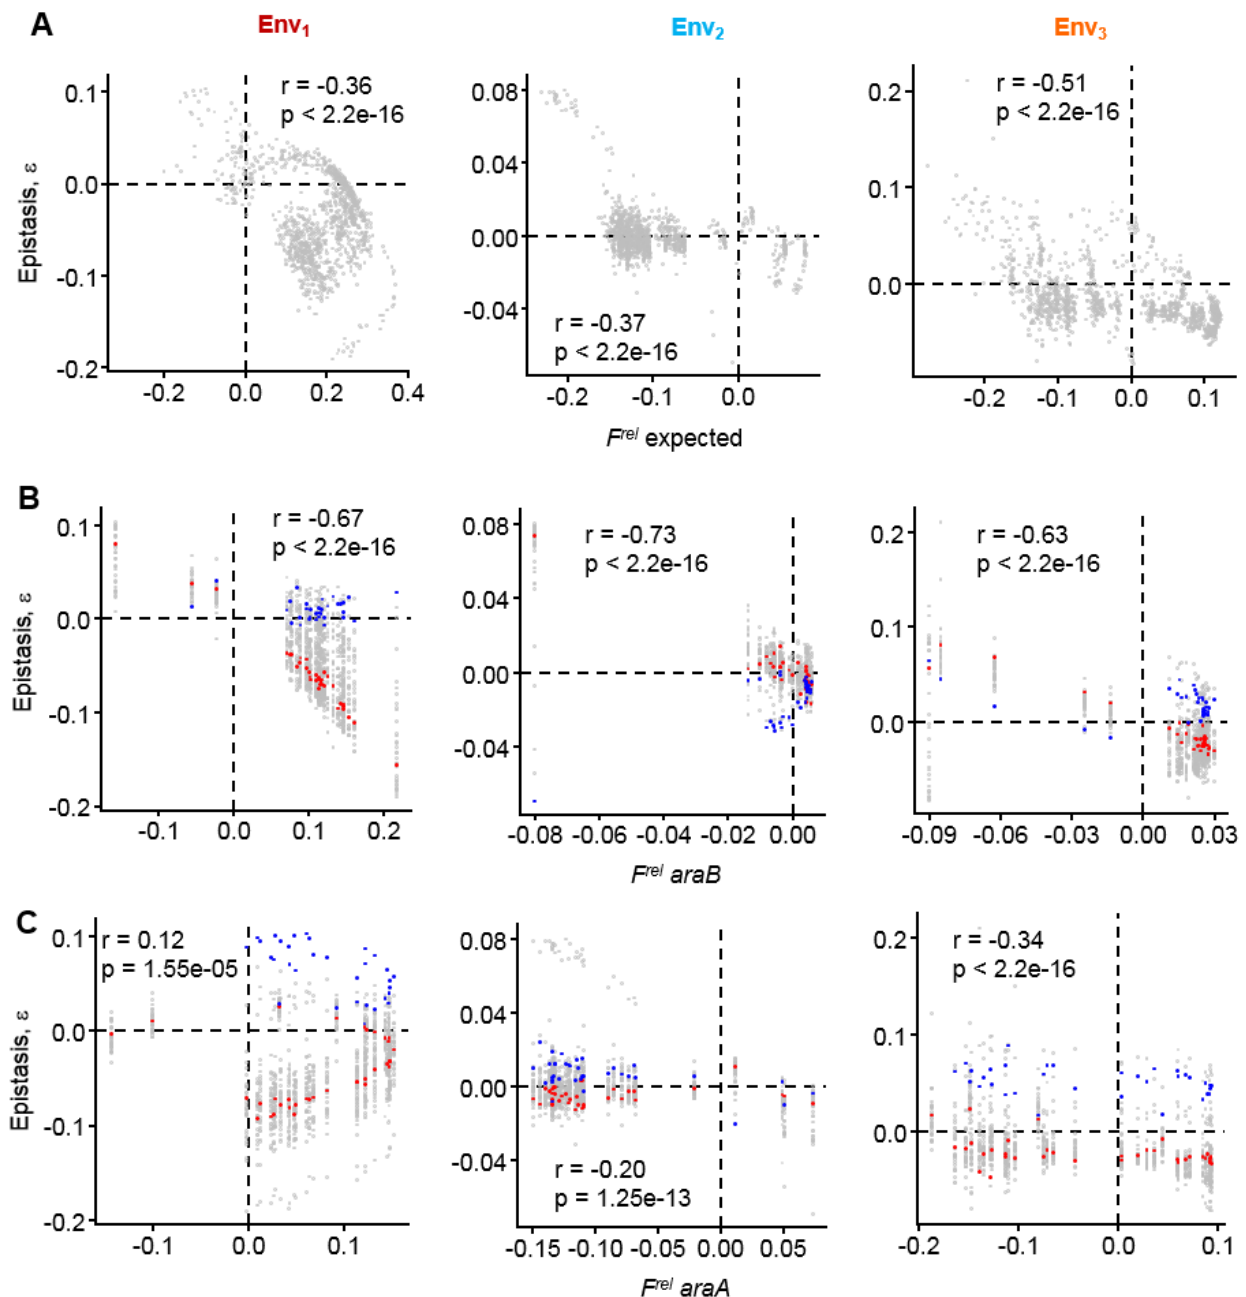 A Env₁ Env₂ Env₃
0.1 0.0 -0.1 -0.2
Epistasis, ε
r = -0.36
p < 2.2e-16
-0.2 0.0 0.2 0.4
0.08 0.04 0.00 -0.04
r = -0.37
p < 2.2e-16
-0.2 -0.1 0.0
0.2 0.1 0.0
r = -0.51
p < 2.2e-16
-0.2 -0.1 0.0 0.1
F^rel expected
B
0.1 0.0 -0.1 -0.2
Epistasis, ε
r = -0.67
p < 2.2e-16
-0.1 0.0 0.1 0.2
0.08 0.04 0.00 -0.04
r = -0.73
p < 2.2e-16
-0.08 -0.06 -0.04 -0.02 0.00
0.2 0.1 0.0
r = -0.63
p < 2.2e-16
-0.09 -0.06 -0.03 0.00 0.03
F^rel araB
C
0.1 0.0 -0.1 -0.2
Epistasis, ε
r = 0.12
p = 1.55e-05
-0.1 0.0 0.1
0.08 0.04 0.00 -0.04
r = -0.20
p = 1.25e-13
-0.15 -0.10 -0.05 0.00 0.05
0.2 0.1 0.0
r = -0.34
p < 2.2e-16
-0.2 -0.1 0.0 0.1
F^rel araA